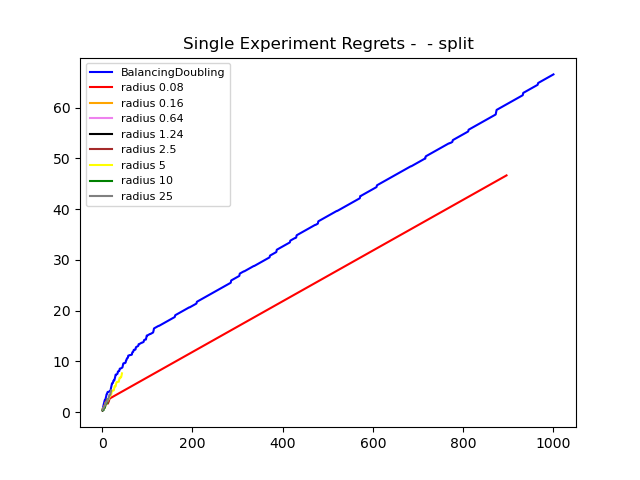 Single Experiment Regrets -  - split
BalancingDoubling
radius 0.08
radius 0.16
radius 0.64
radius 1.24
radius 2.5
radius 5
radius 10
radius 25
60
50
40
30
20
10
0
0 200 400 600 800 1000